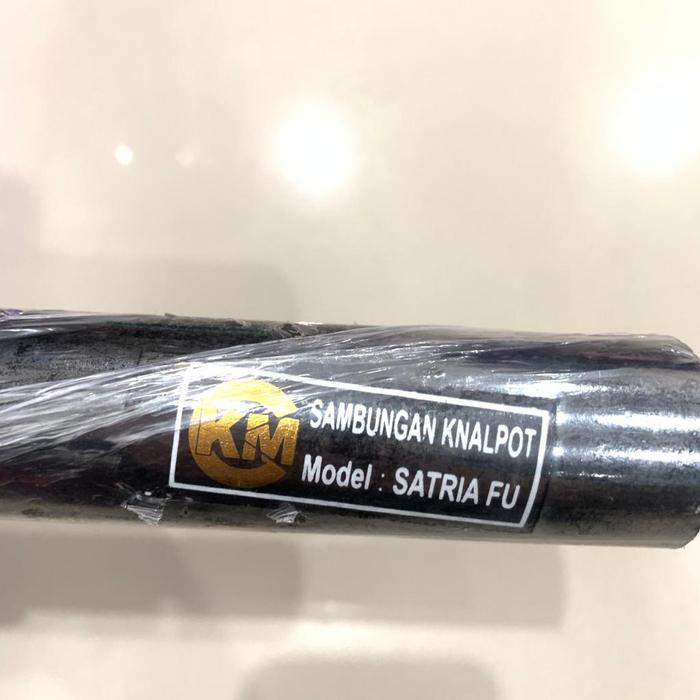 KM
SAMBUNGAN KNALPOT
Model : SATRIA FU